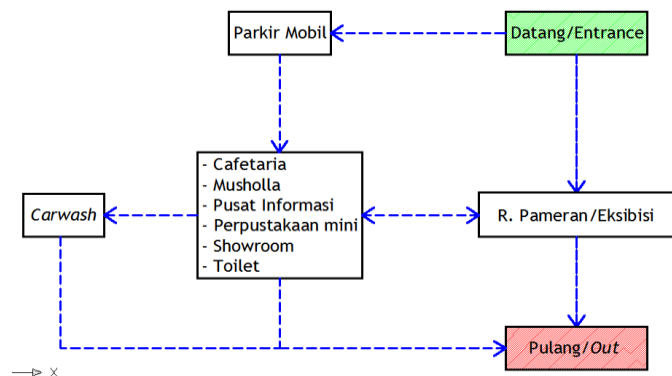 Parkir Mobil
Datang/Entrance
- Cafetaria
- Musholla
- Pusat Informasi
- Perpustakaan mini
- Showroom
- Toilet
Carwash
R. Pameran/Eksibisi
Pulang/Out
X